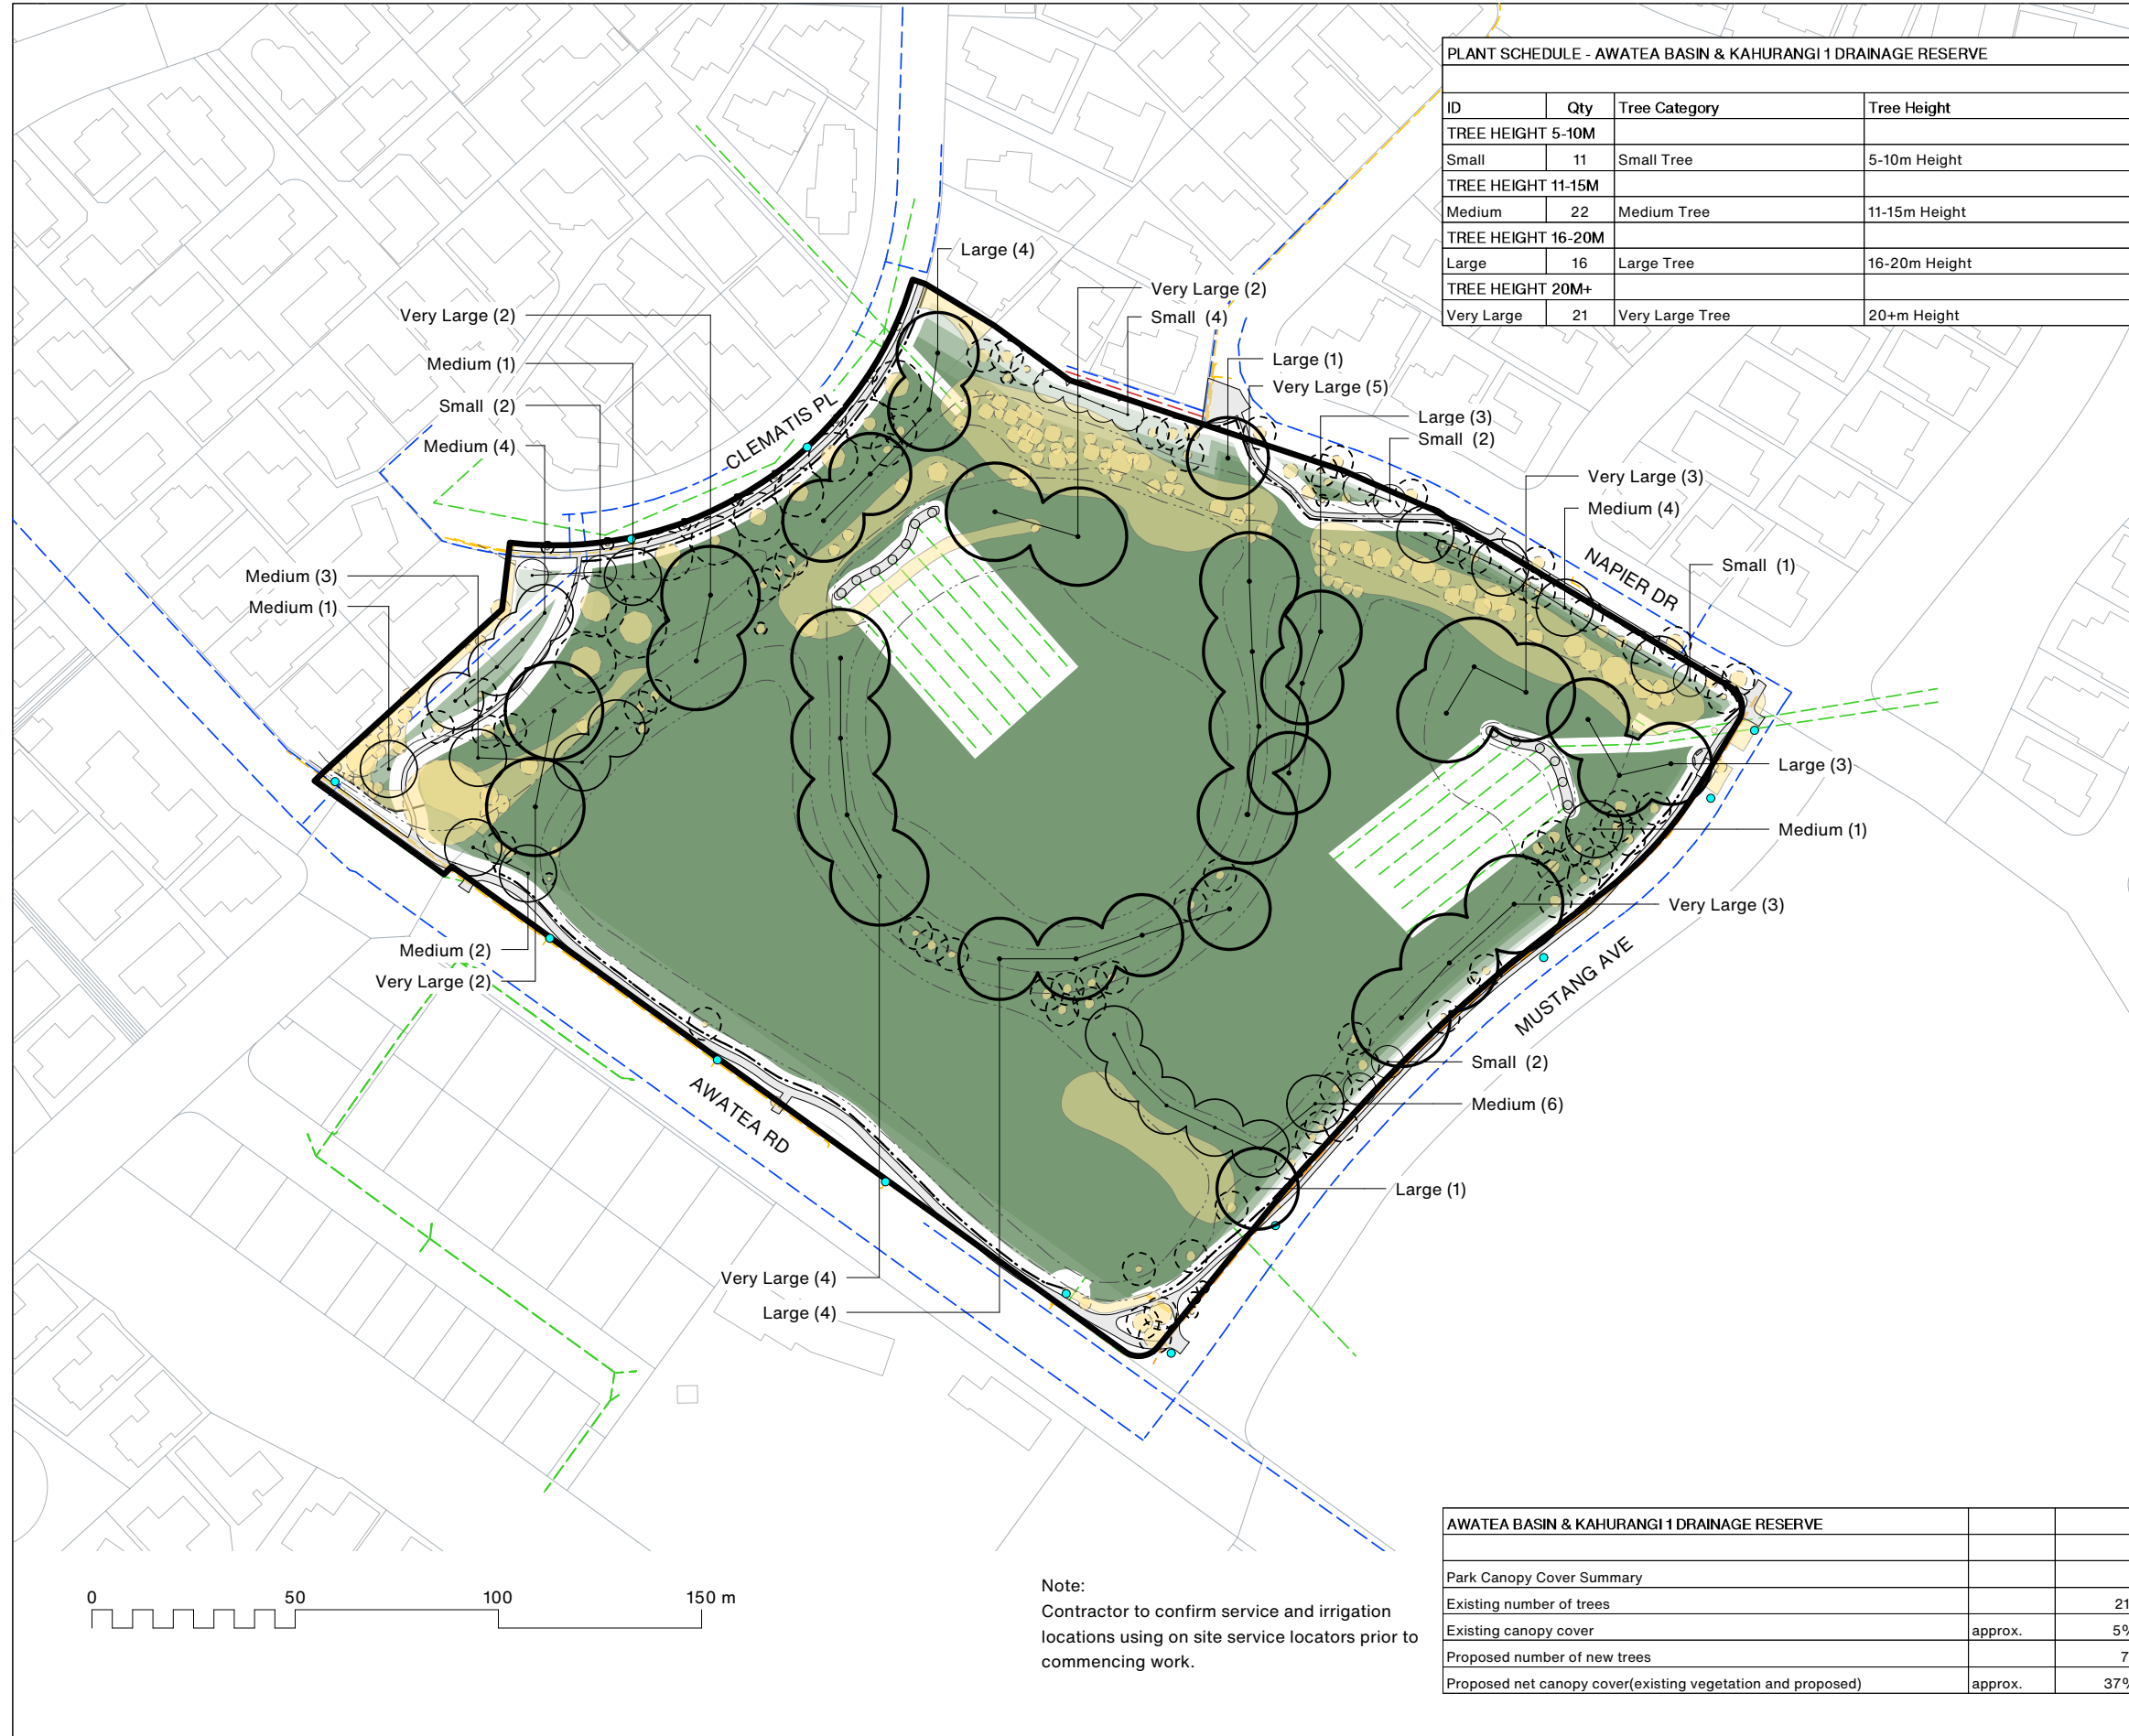 PLANT SCHEDULE - AWATEA BASIN & KAHURANGI 1 DRAINAGE RESERVE
ID Qty Tree Category Tree Height
TREE HEIGHT 5-10M
Small 11 Small Tree 5-10m Height
TREE HEIGHT 11-15M
Medium 22 Medium Tree 11-15m Height
TREE HEIGHT 16-20M
Large 16 Large Tree 16-20m Height
TREE HEIGHT 20M+
Very Large 21 Very Large Tree 20+m Height
Large (4)
Very Large (2)
Small (4)
Very Large (2)
Large (1)
Medium (1)
Very Large (5)
Small (2)
Large (3)
Medium (4)
Small (2)
CLEMATIS PL
Very Large (3)
Medium (4)
NAPIER DR
Small (1)
Medium (3)
Medium (1)
Large (3)
Medium (1)
Very Large (3)
MUSTANG AVE
Medium (2)
Very Large (2)
Small (2)
AWATEA RD
Medium (6)
Large (1)
Very Large (4)
Large (4)
0 50 100 150 m
Note:
Contractor to confirm service and irrigation
locations using on site service locators prior to
commencing work.
AWATEA BASIN & KAHURANGI 1 DRAINAGE RESERVE
Park Canopy Cover Summary
Existing number of trees 21
Existing canopy cover approx. 5%
Proposed number of new trees 7
Proposed net canopy cover(existing vegetation and proposed) approx. 37%